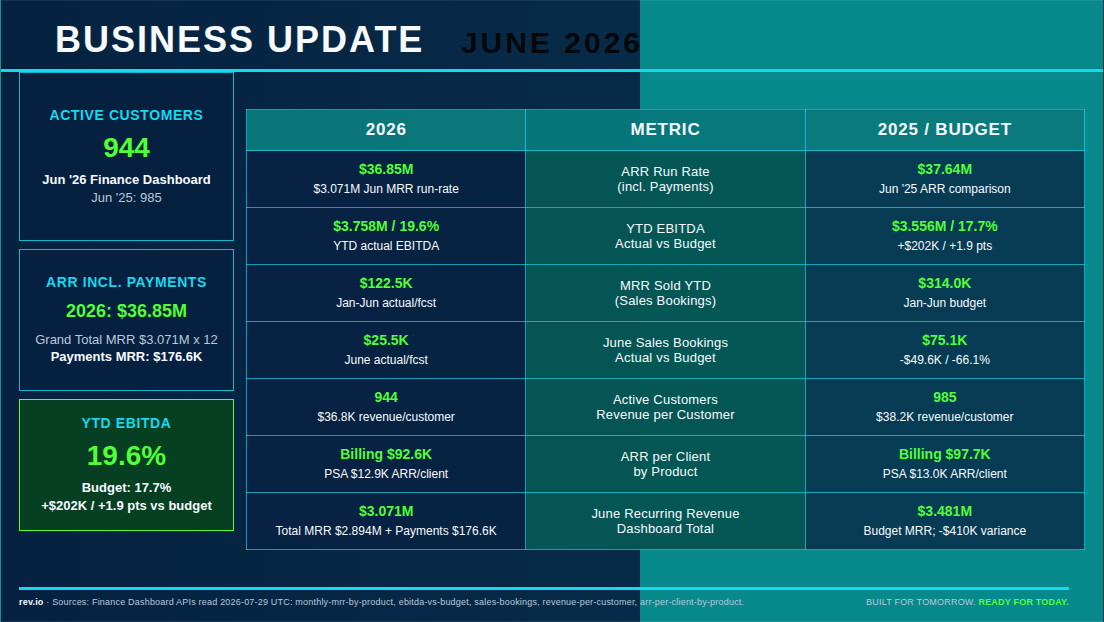 BUSINESS UPDATE JUNE 2026
ACTIVE CUSTOMERS
944
Jun '26 Finance Dashboard
Jun '25: 985
ARR INCL. PAYMENTS
2026: $36.85M
Grand Total MRR $3.071M x 12
Payments MRR: $176.6K
YTD EBITDA
19.6%
Budget: 17.7%
+$202K / +1.9 pts vs budget
2026 METRIC 2025 / BUDGET
$36.85M
$3.071M Jun MRR run-rate
ARR Run Rate
(incl. Payments)
$37.64M
Jun '25 ARR comparison
$3.758M / 19.6%
YTD actual EBITDA
YTD EBITDA
Actual vs Budget
$3.556M / 17.7%
+$202K / +1.9 pts
$122.5K
Jan-Jun actual/fcst
MRR Sold YTD
(Sales Bookings)
$314.0K
Jan-Jun budget
$25.5K
June actual/fcst
June Sales Bookings
Actual vs Budget
$75.1K
-$49.6K / -66.1%
944
$36.8K revenue/customer
Active Customers
Revenue per Customer
985
$38.2K revenue/customer
Billing $92.6K
PSA $12.9K ARR/client
ARR per Client
by Product
Billing $97.7K
PSA $13.0K ARR/client
$3.071M
Total MRR $2.894M + Payments $176.6K
June Recurring Revenue
Dashboard Total
$3.481M
Budget MRR; -$410K variance
rev.io · Sources: Finance Dashboard APIs read 2026-07-29 UTC: monthly-mrr-by-product, ebitda-vs-budget, sales-bookings, revenue-per-customer, arr-per-client-by-product.
BUILT FOR TOMORROW. READY FOR TODAY.